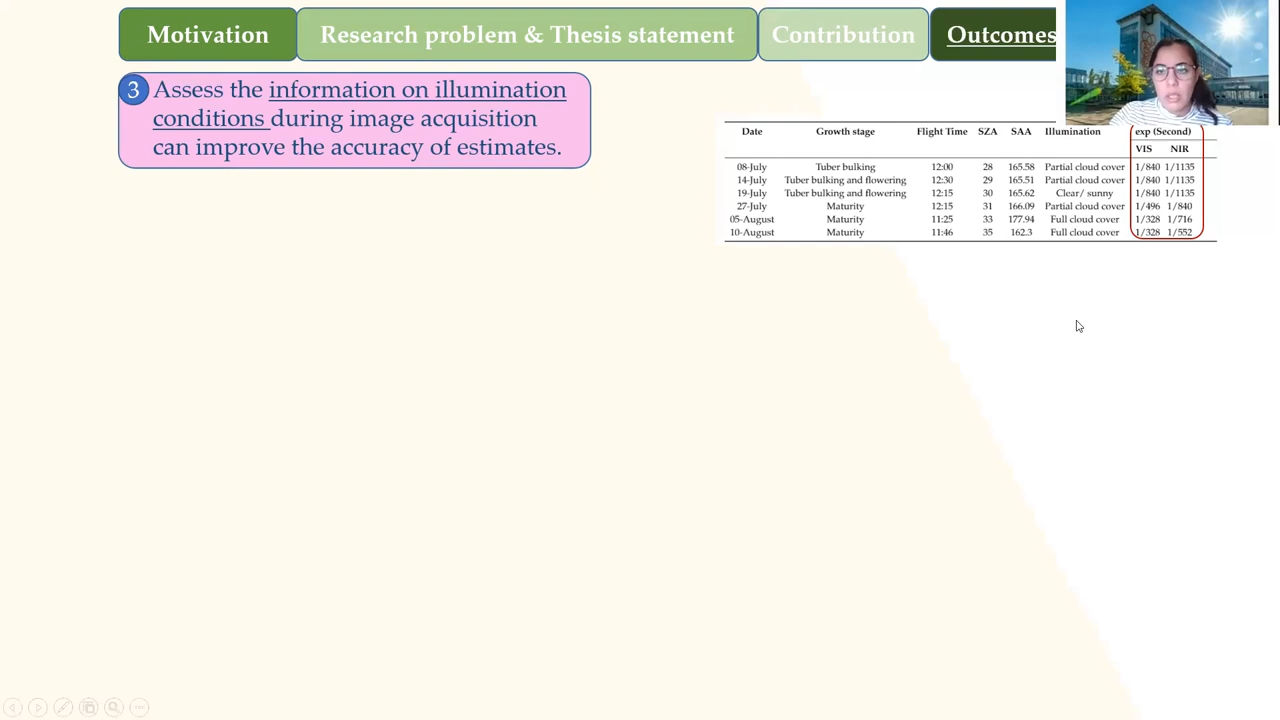 Motivation
Research problem & Thesis statement
Contribution
Outcomes
3 Assess the information on illumination
conditions during image acquisition
can improve the accuracy of estimates.
Date Growth stage Flight Time SZA SAA Illumination exp (Second)
VIS NIR
08-July Tuber bulking 12:00 28 165.58 Partial cloud cover 1/840 1/1135
14-July Tuber bulking and flowering 12:30 29 165.51 Partial cloud cover 1/840 1/1135
19-July Tuber bulking and flowering 12:15 30 165.62 Clear/ sunny 1/840 1/1135
27-July Maturity 12:15 31 166.09 Partial cloud cover 1/496 1/840
05-August Maturity 11:25 33 177.94 Full cloud cover 1/328 1/716
10-August Maturity 11:46 35 162.3 Full cloud cover 1/328 1/552